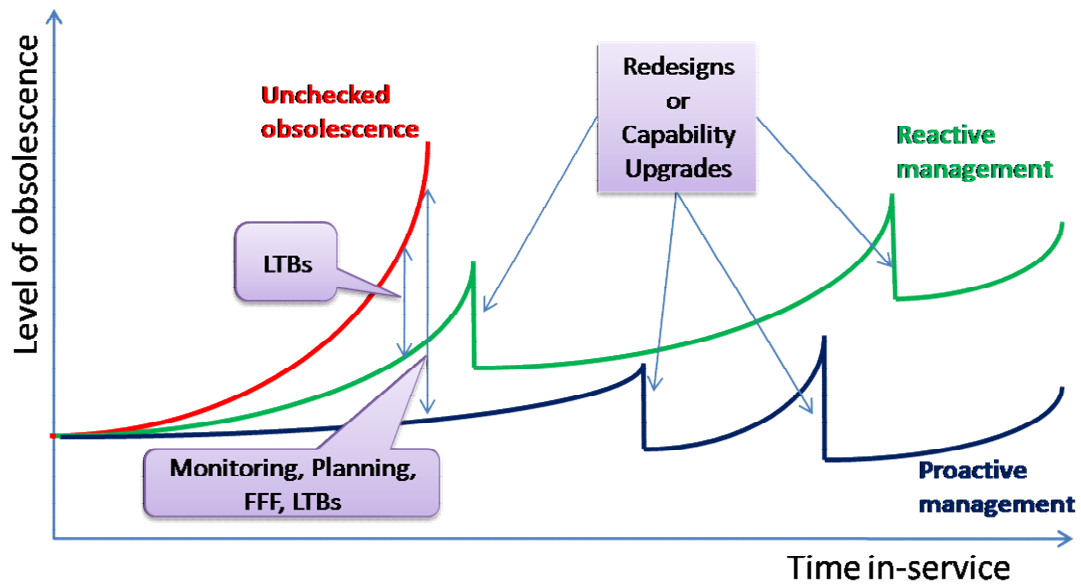 Level of obsolescence
Unchecked
obsolescence
Redesigns
or
Capability
Upgrades
Reactive
management
LTBs
Monitoring, Planning,
FFF, LTBs
Proactive
management
Time in-service